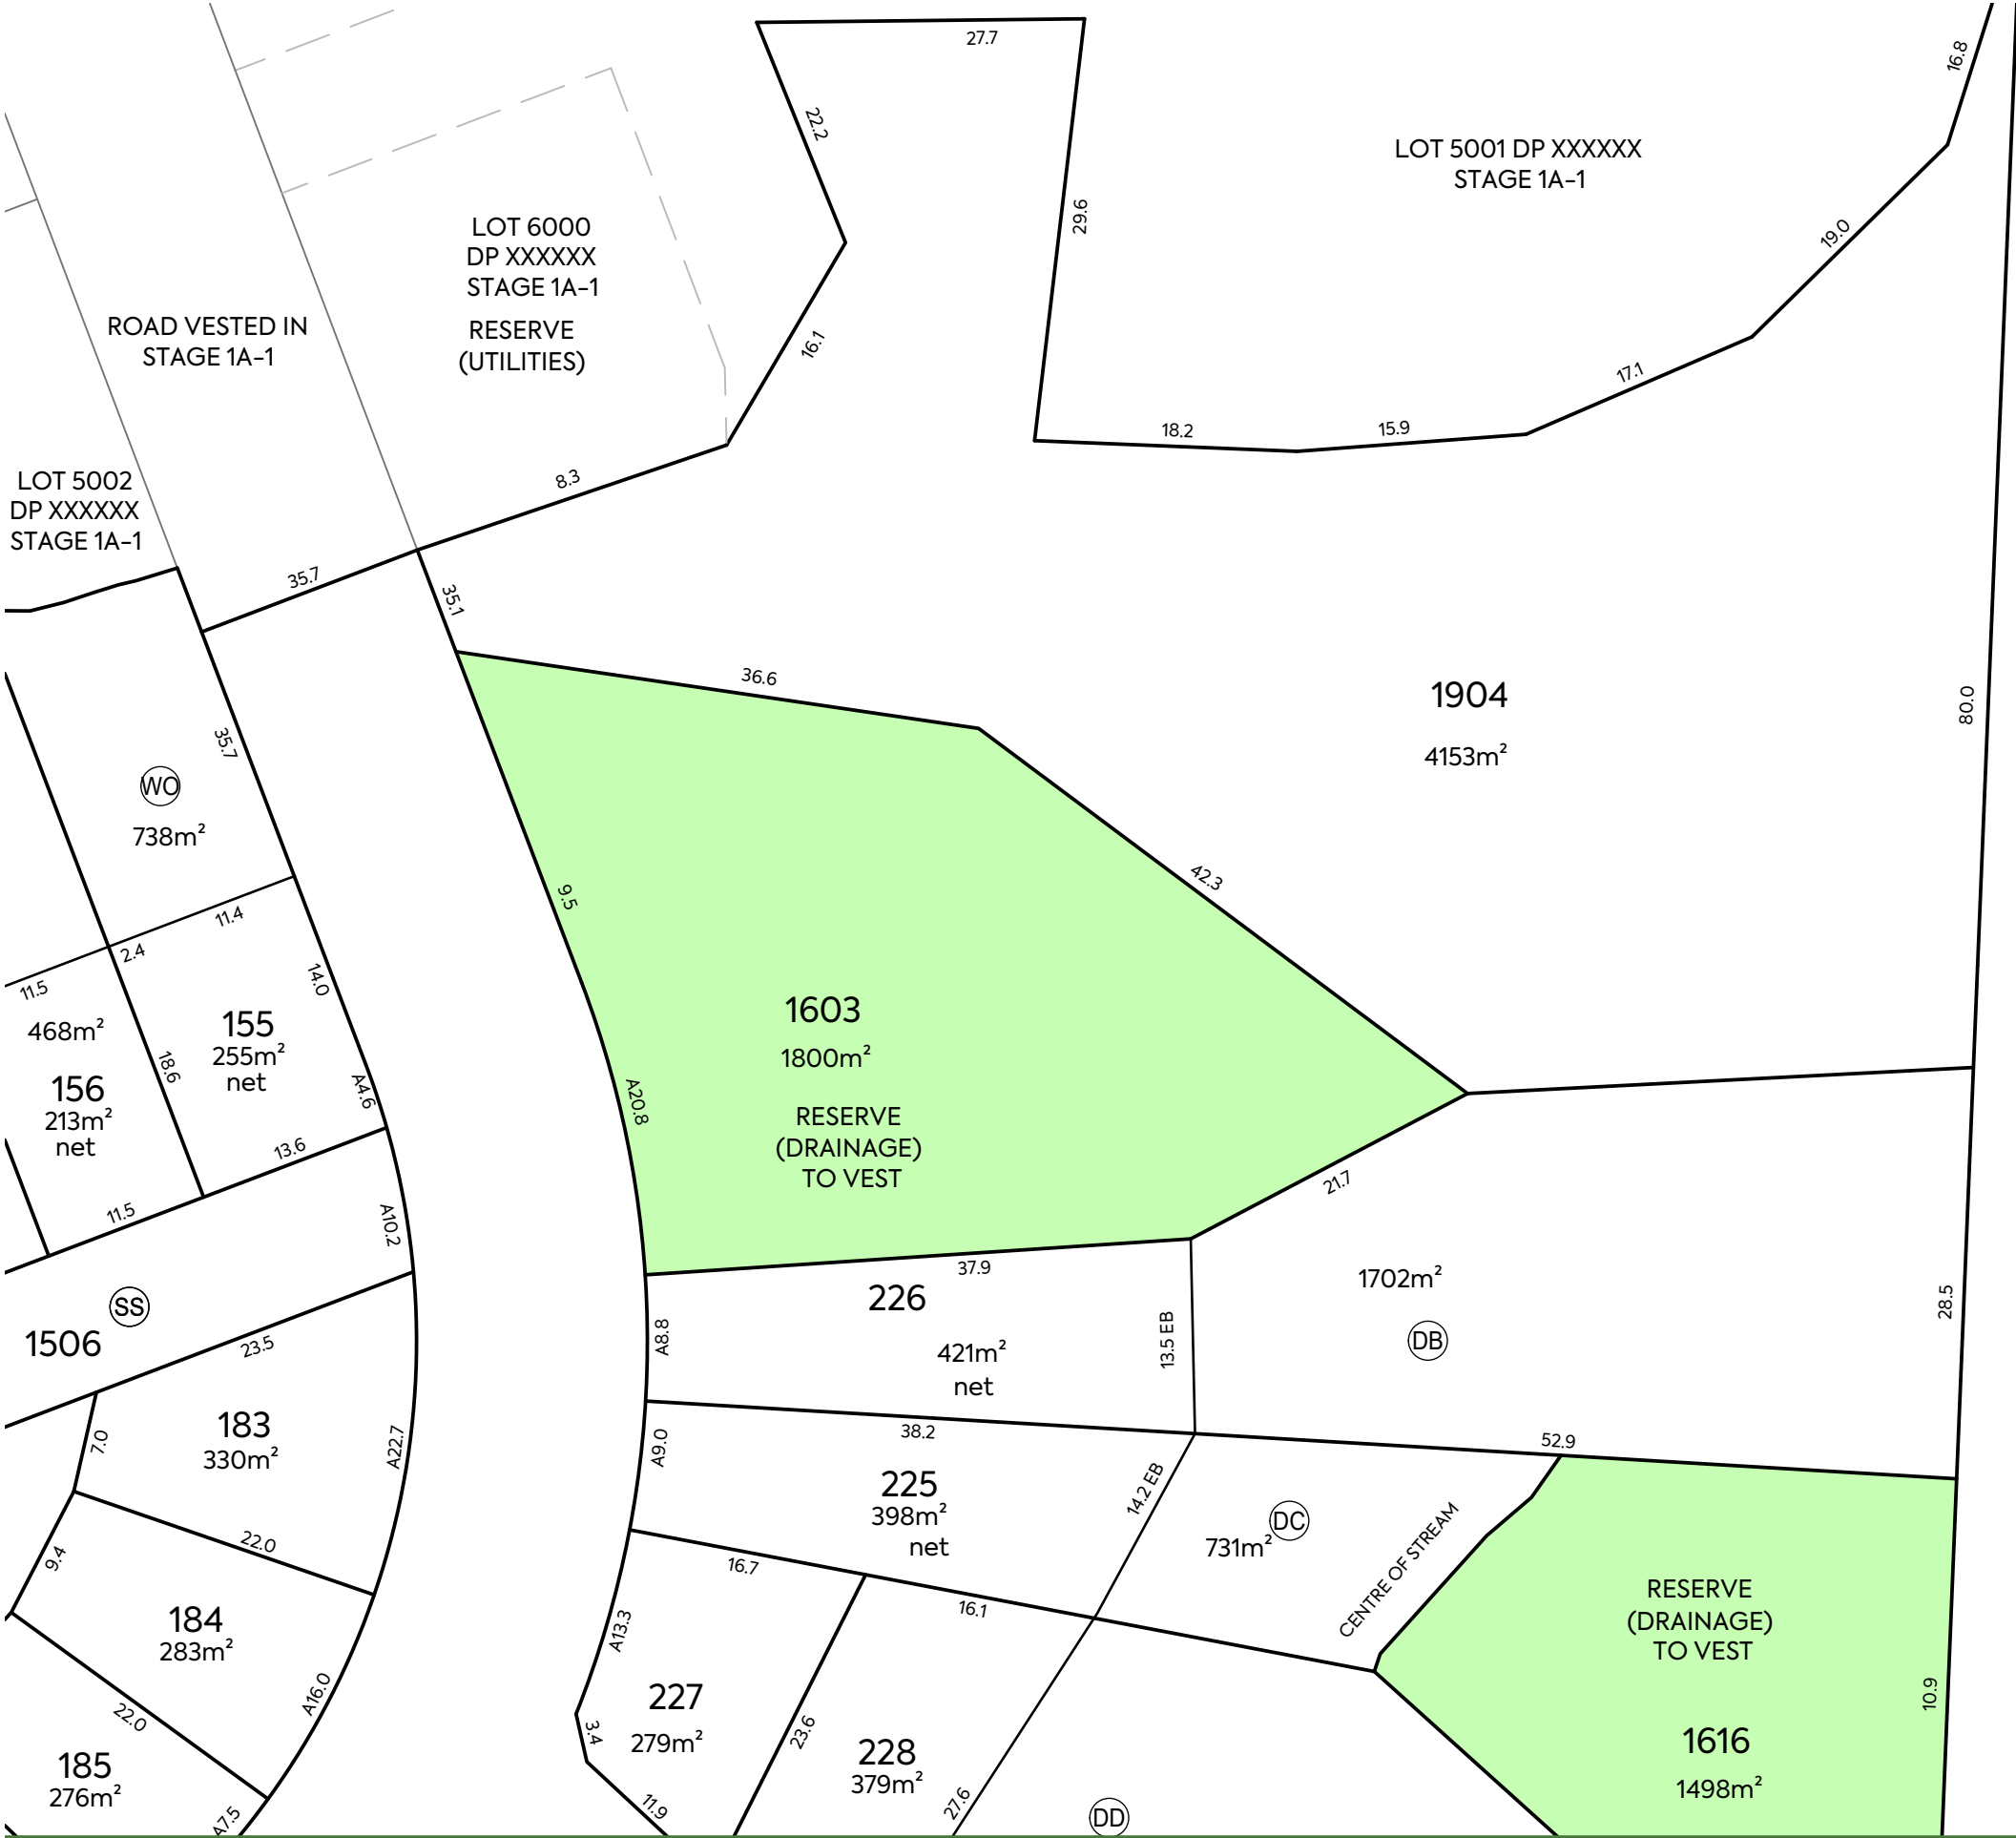 27.7
16.8
22.2
LOT 5001 DP XXXXXX
STAGE 1A-1
29.6
19.0
LOT 6000
DP XXXXXX
STAGE 1A-1
RESERVE
(UTILITIES)
ROAD VESTED IN
STAGE 1A-1
16.1
17.1
18.2
15.9
8.3
LOT 5002
DP XXXXXX
STAGE 1A-1
35.7
35.1
36.6
1904
4153m²
80.0
35.7
WO
738m²
42.3
9.5
11.4
2.4
11.5
14.0
468m²
156
213m²
net
18.6
155
255m²
net
A4.6
1603
1800m²
RESERVE
(DRAINAGE)
TO VEST
A20.8
13.6
11.5
A10.2
21.7
37.9
226
421m²
net
A8.8
13.5 EB
1702m²
DB
28.5
SS
1506
23.5
183
330m²
7.0
A22.7
38.2
A9.0
225
398m²
net
14.2 EB
52.9
DC
731m²
CENTRE OF STREAM
22.0
9.4
16.7
16.1
184
283m²
A13.3
RESERVE
(DRAINAGE)
TO VEST
10.9
1616
1498m²
22.0
A16.0
227
279m²
3.4
23.6
228
379m²
185
276m²
A7.5
11.9
27.6
DD